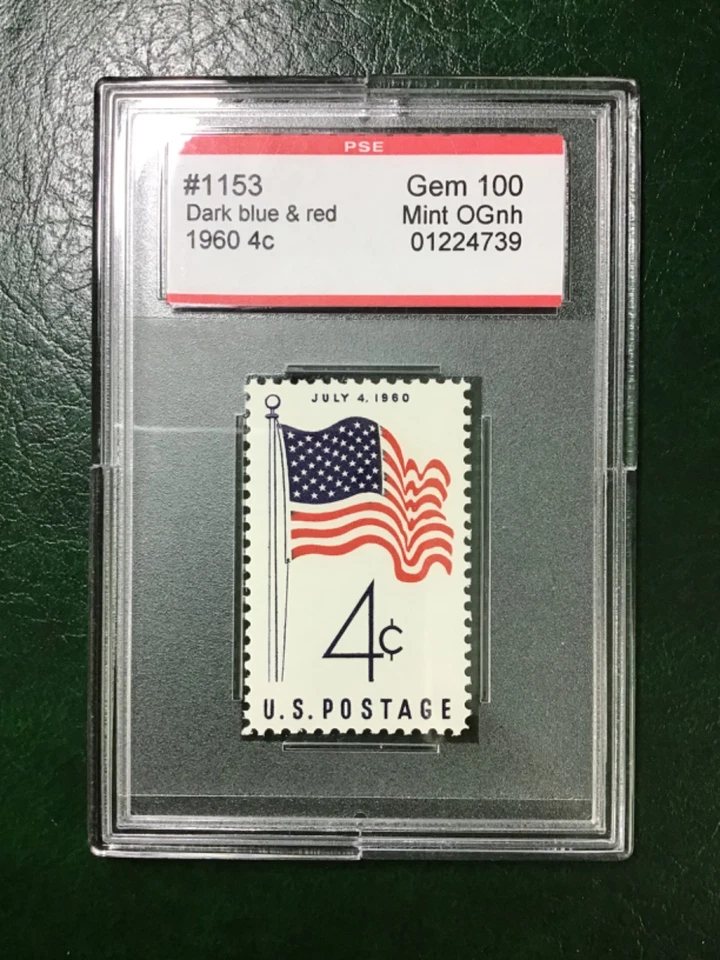 PSE
#1153 Gem 100
Dark blue & red Mint OGnh
1960 4c 01224739
JULY 4, 1960
4¢
U.S. POSTAGE